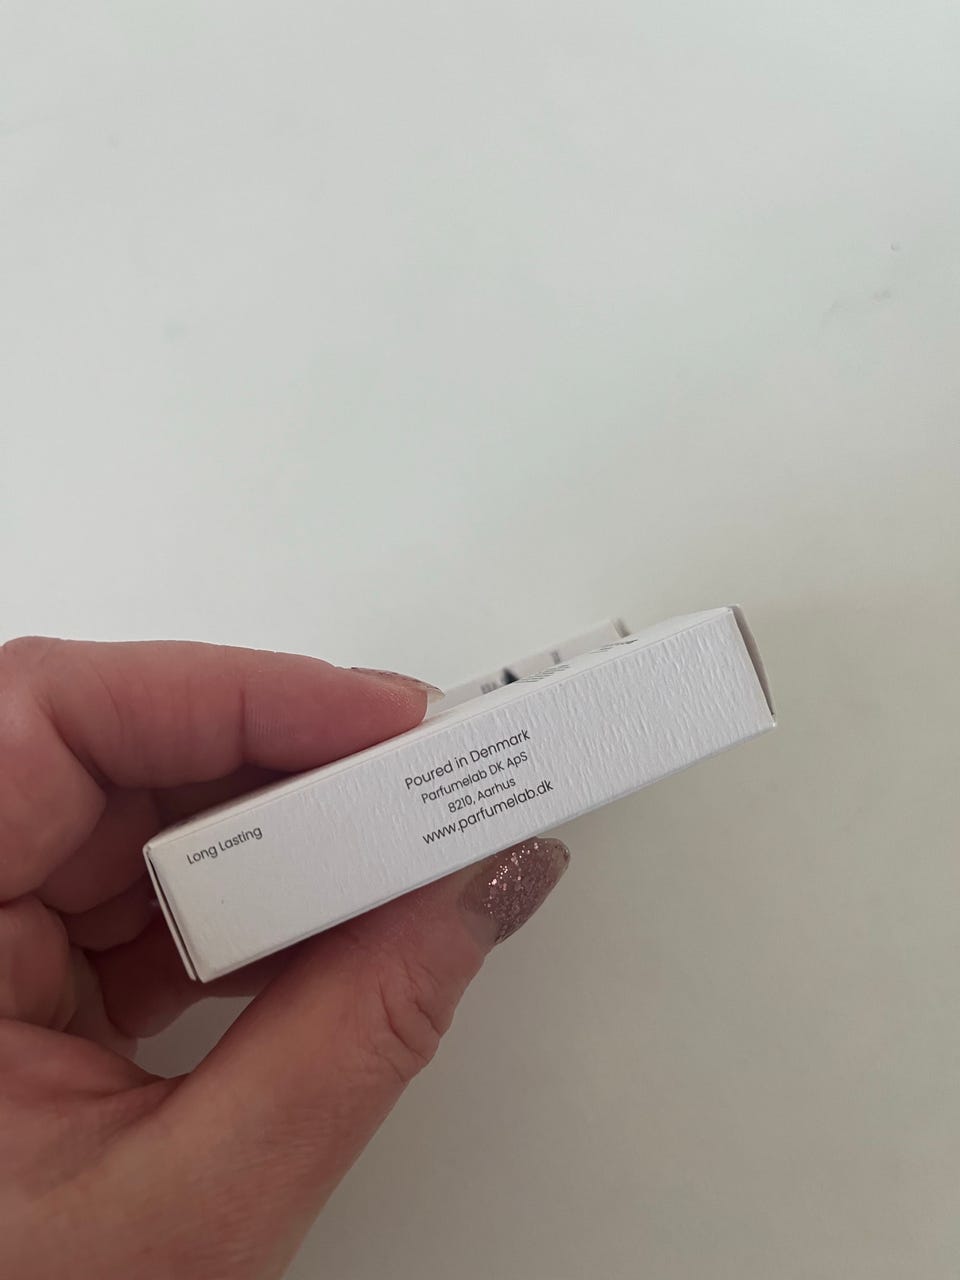 Long Lasting
Poured in Denmark
Parfumelab DK ApS
8210, Aarhus
www.parfumelab.dk